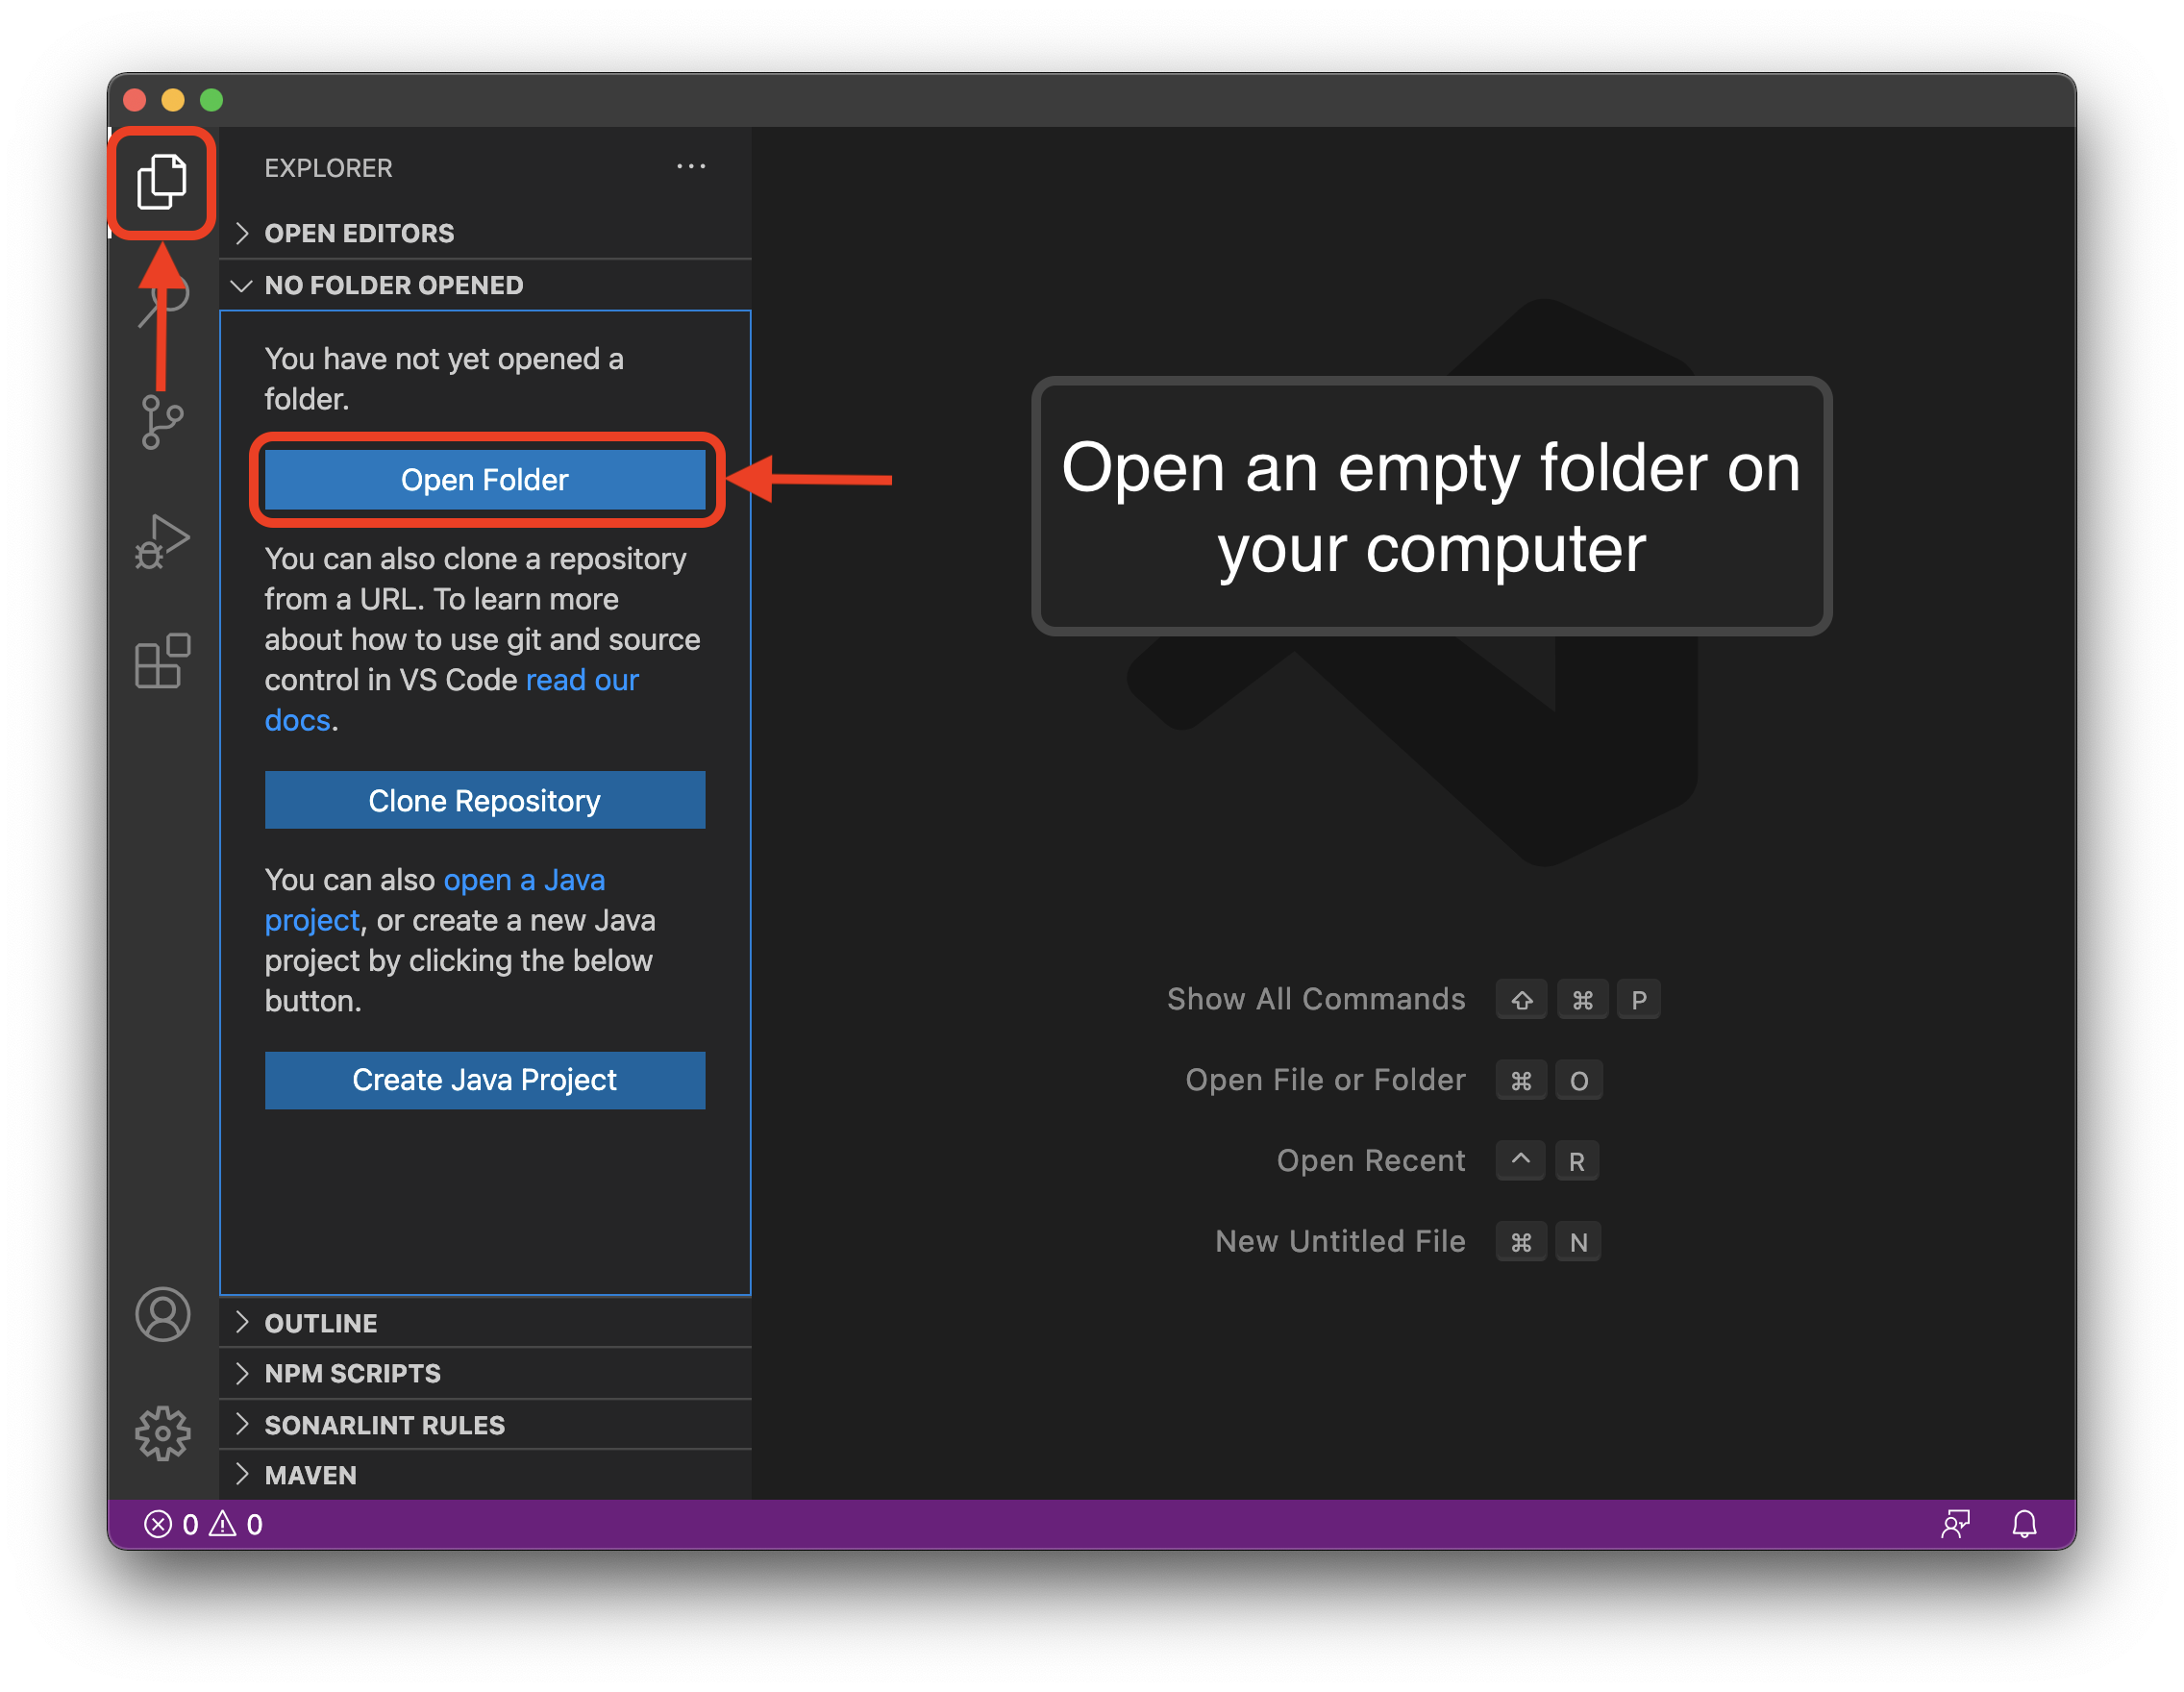 EXPLORER
OPEN EDITORS
NO FOLDER OPENED
You have not yet opened a
folder.
Open Folder
You can also clone a repository
from a URL. To learn more
about how to use git and source
control in VS Code read our
docs.
Clone Repository
You can also open a Java
project, or create a new Java
project by clicking the below
button.
Create Java Project
OUTLINE
NPM SCRIPTS
SONARLINT RULES
MAVEN
Open an empty folder on
your computer
Show All Commands ⇧ ⌘ P
Open File or Folder ⌘ O
Open Recent ^ R
New Untitled File ⌘ N
0 0